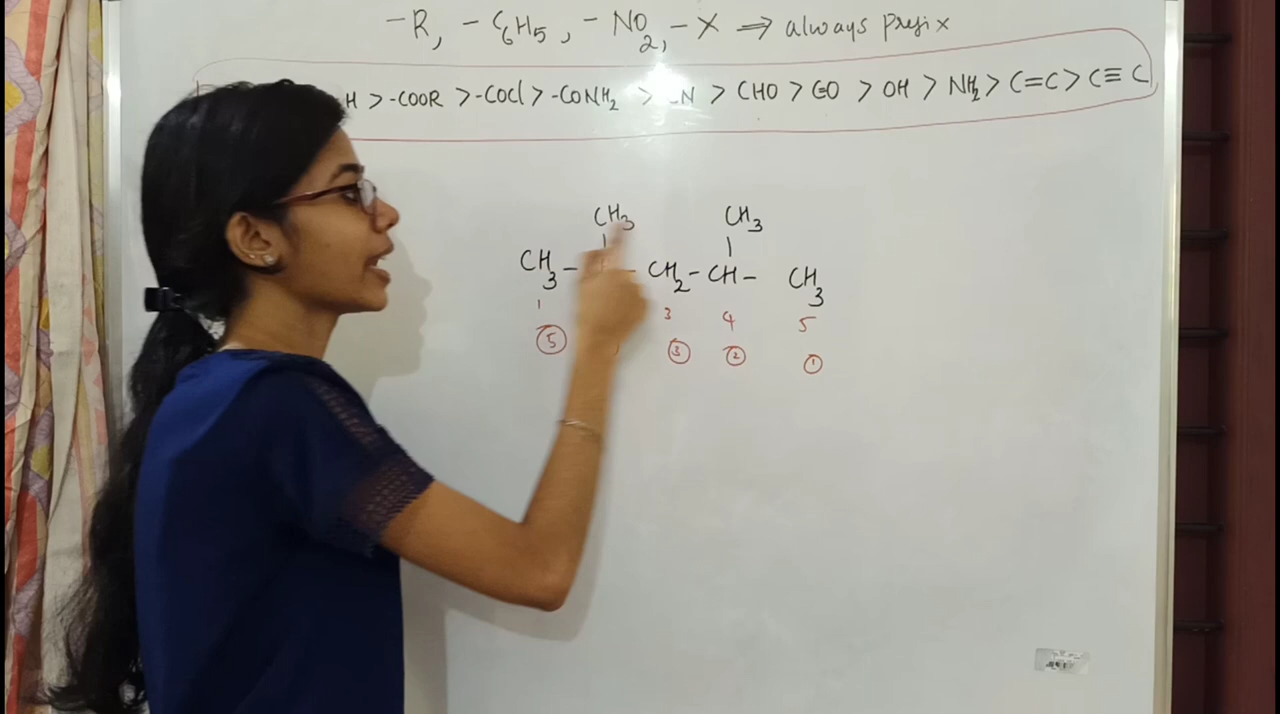 -R, -C6H5, -NO2, -X ⇒ always prefix
H > -COOR > -COCl > -CONH2 > -CN > CHO > C=O > OH > NH2 > C=C > C≡C
CH3 CH3
CH3 - - CH2 - CH - CH3
1 3 4 5
5 3 2 1